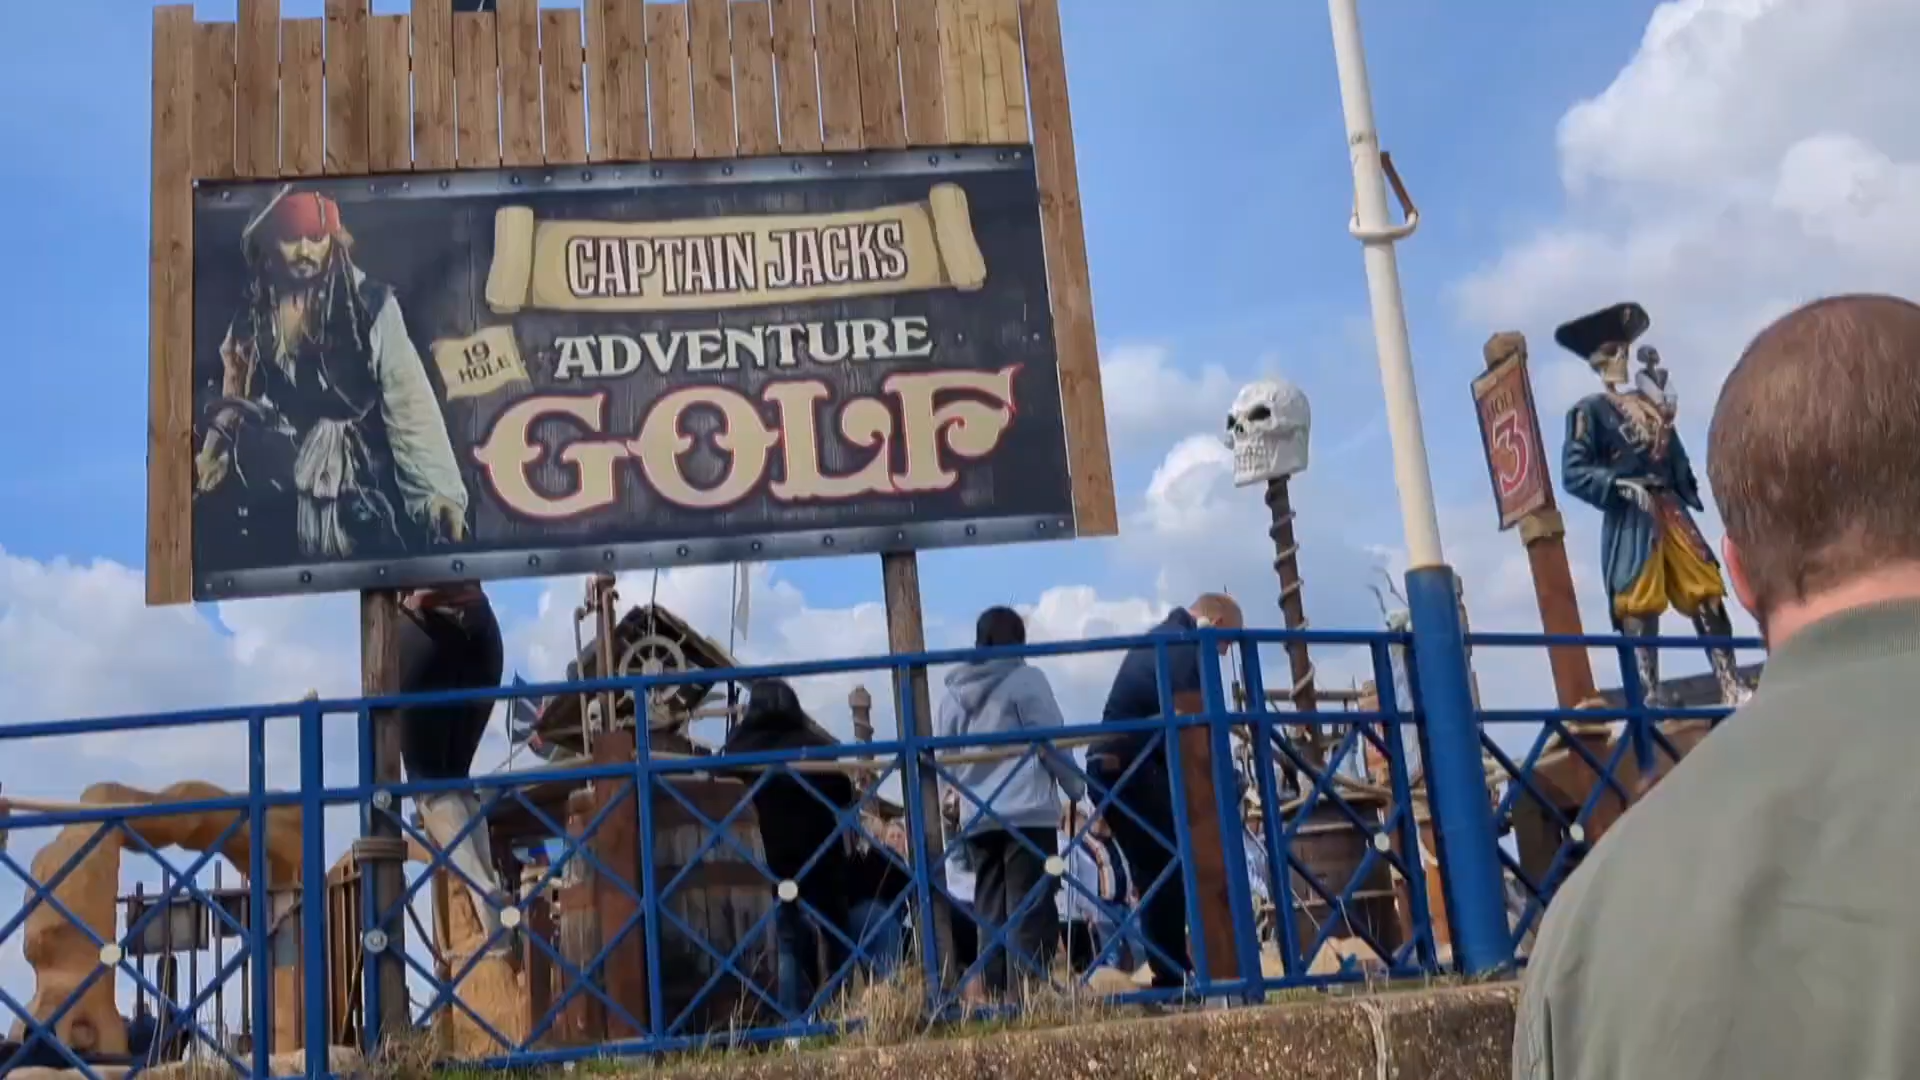 CAPTAIN JACKS
19
HOLE
ADVENTURE
GOLF
HOLE
3